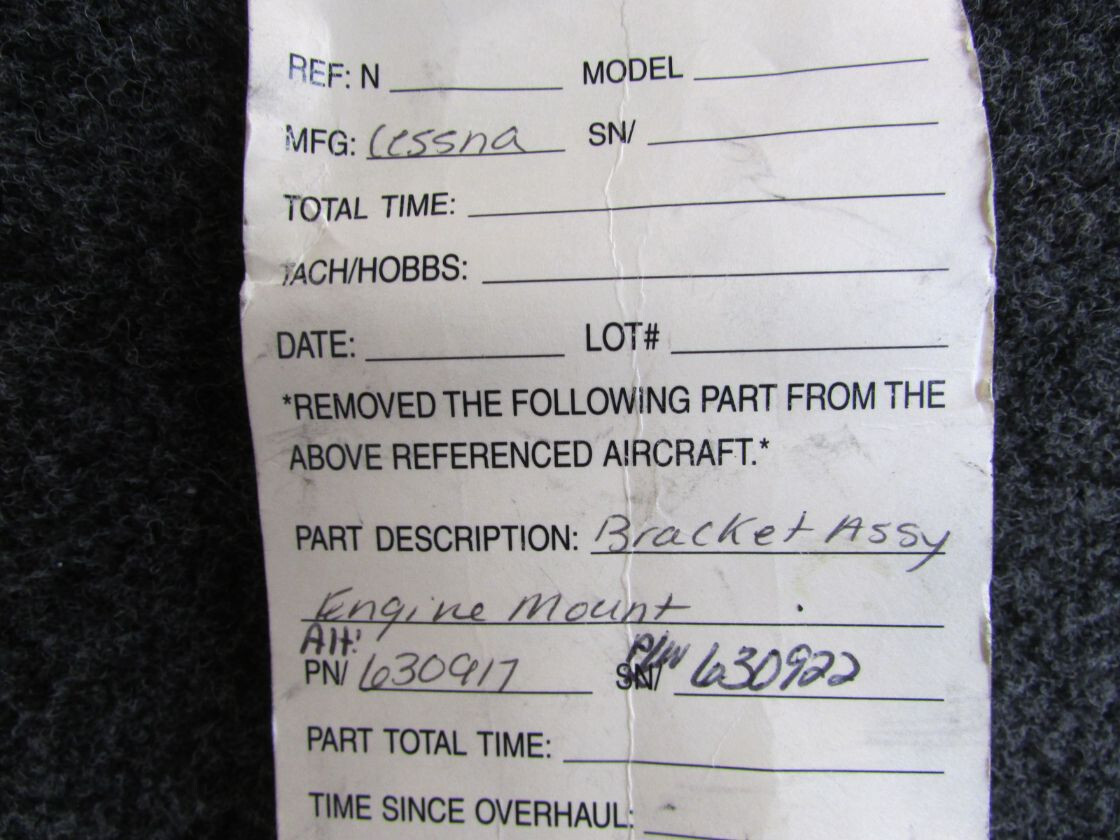 REF: N MODEL
MFG: Cessna SN/
TOTAL TIME:
TACH/HOBBS:
DATE: LOT#
*REMOVED THE FOLLOWING PART FROM THE
ABOVE REFERENCED AIRCRAFT.*
PART DESCRIPTION: Bracket Assy
Engine Mount
Alt:
PN/ 630917 SN/ P/N 630922
PART TOTAL TIME:
TIME SINCE OVERHAUL: